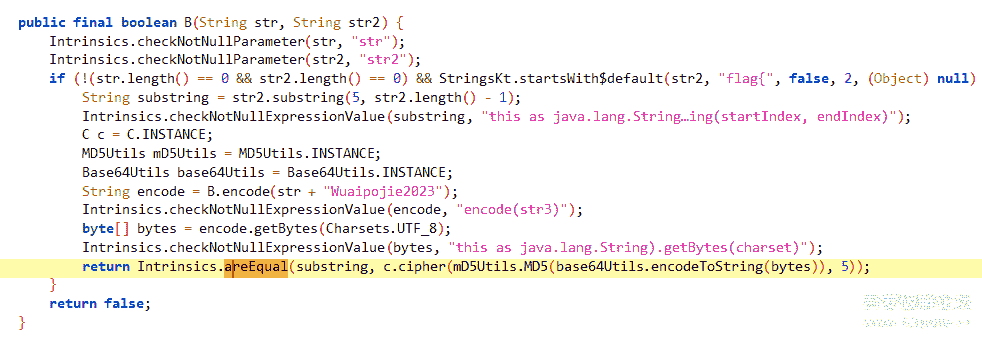 public final boolean B(String str, String str2) {
    Intrinsics.checkNotNullParameter(str, "str");
    Intrinsics.checkNotNullParameter(str2, "str2");
    if (!(str.length() == 0 && str2.length() == 0) && StringsKt.startsWith$default(str2, "flag{", false, 2, (Object) null)
        String substring = str2.substring(5, str2.length() - 1);
        Intrinsics.checkNotNullExpressionValue(substring, "this as java.lang.String…ing(startIndex, endIndex)");
        C c = C.INSTANCE;
        MD5Utils mD5Utils = MD5Utils.INSTANCE;
        Base64Utils base64Utils = Base64Utils.INSTANCE;
        String encode = B.encode(str + "Wuaipojie2023");
        Intrinsics.checkNotNullExpressionValue(encode, "encode(str3)");
        byte[] bytes = encode.getBytes(Charsets.UTF_8);
        Intrinsics.checkNotNullExpressionValue(bytes, "this as java.lang.String).getBytes(charset)");
        return Intrinsics.areEqual(substring, c.cipher(mD5Utils.MD5(base64Utils.encodeToString(bytes)), 5));
    }
    return false;
}